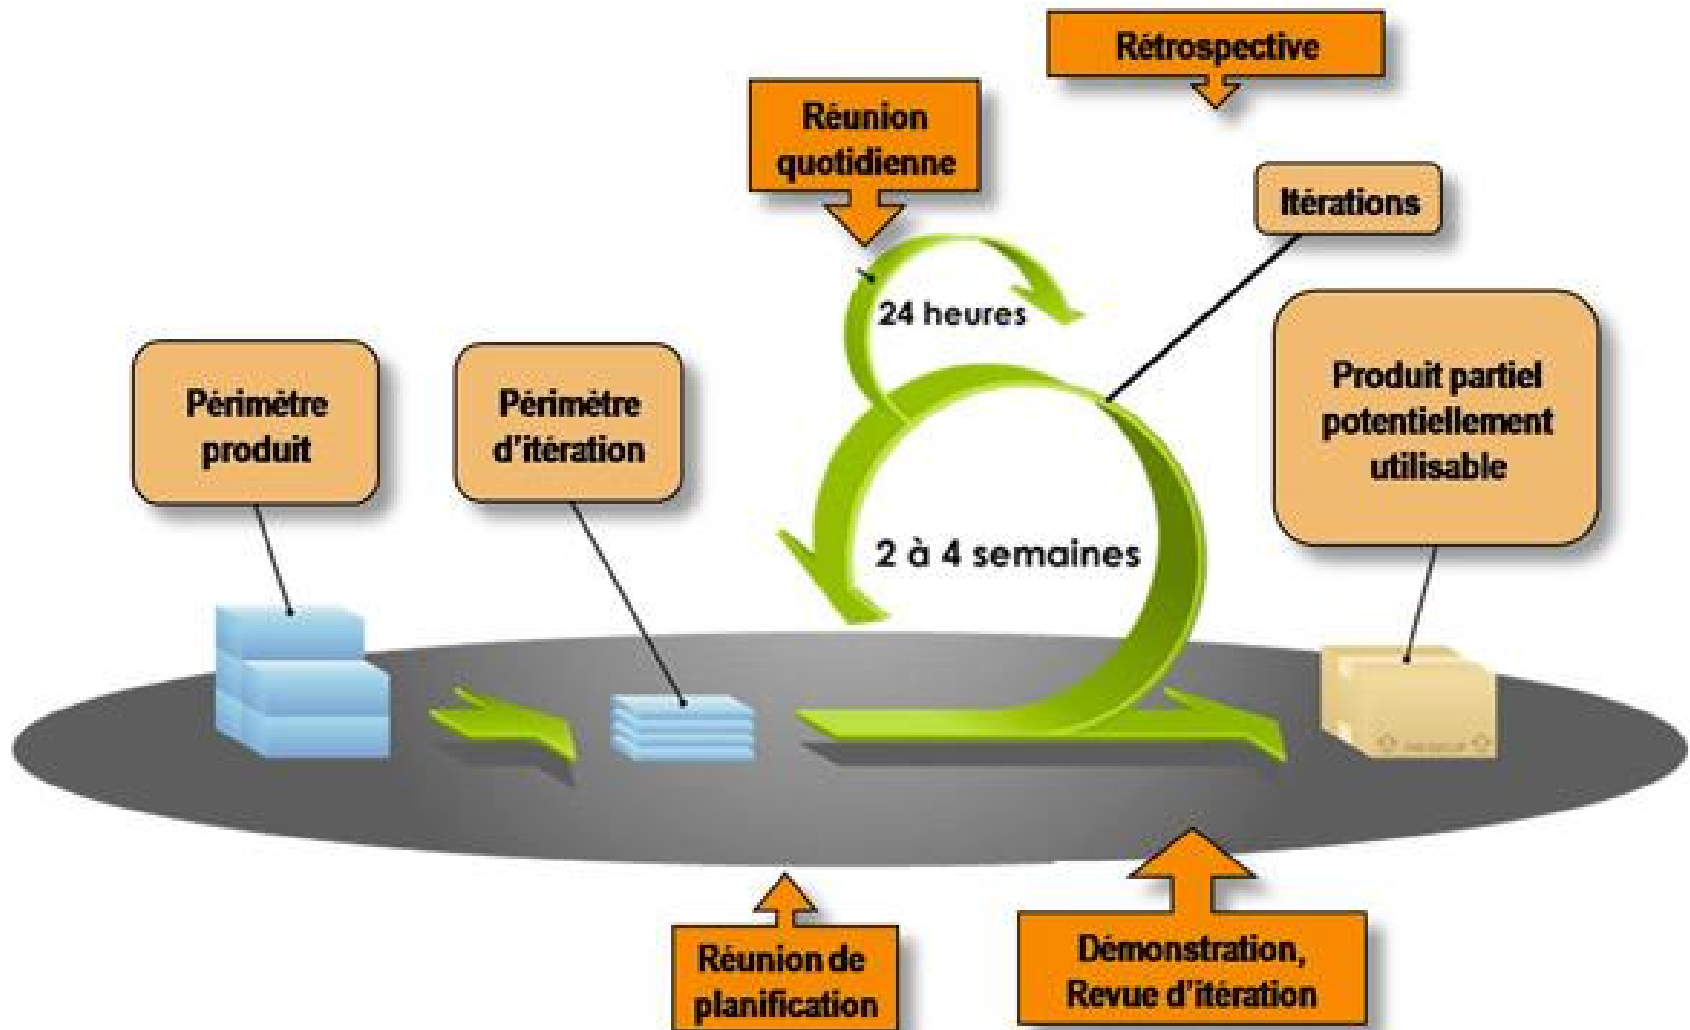 Rétrospective
Réunion
quotidienne
Itérations
24 heures
Périmètre
produit
Périmètre
d'itération
Produit partiel
potentiellement
utilisable
2 à 4 semaines
Réunion de
planification
Démonstration,
Revue d'itération